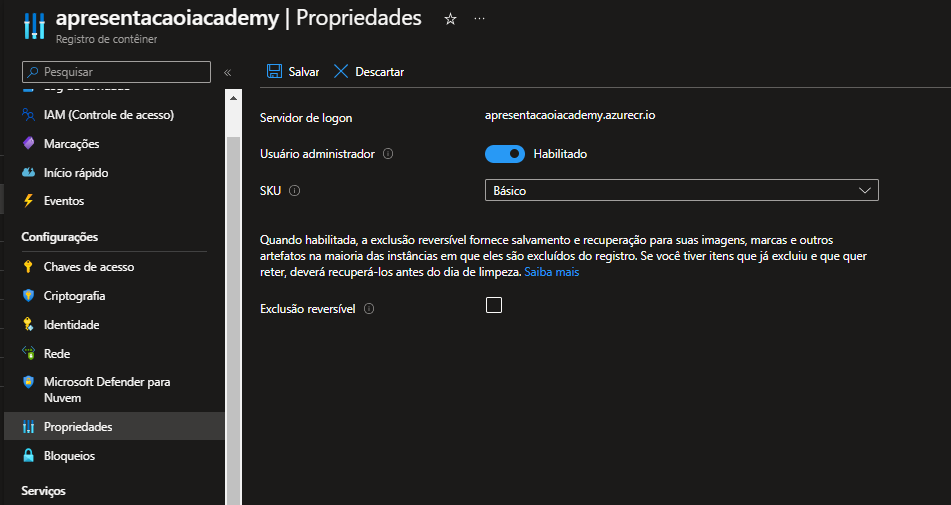 apresentacaoiacademy | Propriedades
Registro de contêiner
Pesquisar
Salvar
Descartar
IAM (Controle de acesso)
Marcações
Início rápido
Eventos
Configurações
Chaves de acesso
Criptografia
Identidade
Rede
Microsoft Defender para
Nuvem
Propriedades
Bloqueios
Serviços
Servidor de logon
apresentacaoiacademy.azurecr.io
Usuário administrador
Habilitado
SKU
Básico
Quando habilitada, a exclusão reversível fornece salvamento e recuperação para suas imagens, marcas e outros
artefatos na maioria das instâncias em que eles são excluídos do registro. Se você tiver itens que já excluiu e que quer
reter, deverá recuperá-los antes do dia de limpeza. Saiba mais
Exclusão reversível